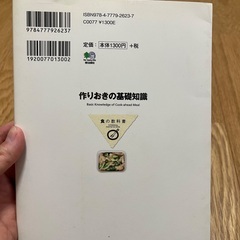 ISBN978-4-7779-2623-7
C0077 ¥1300E
定価：本体1300円＋税
9784777926237
1920077013002
作りおきの基礎知識
Basic Knowledge of Cook-ahead Meal
食の教科書